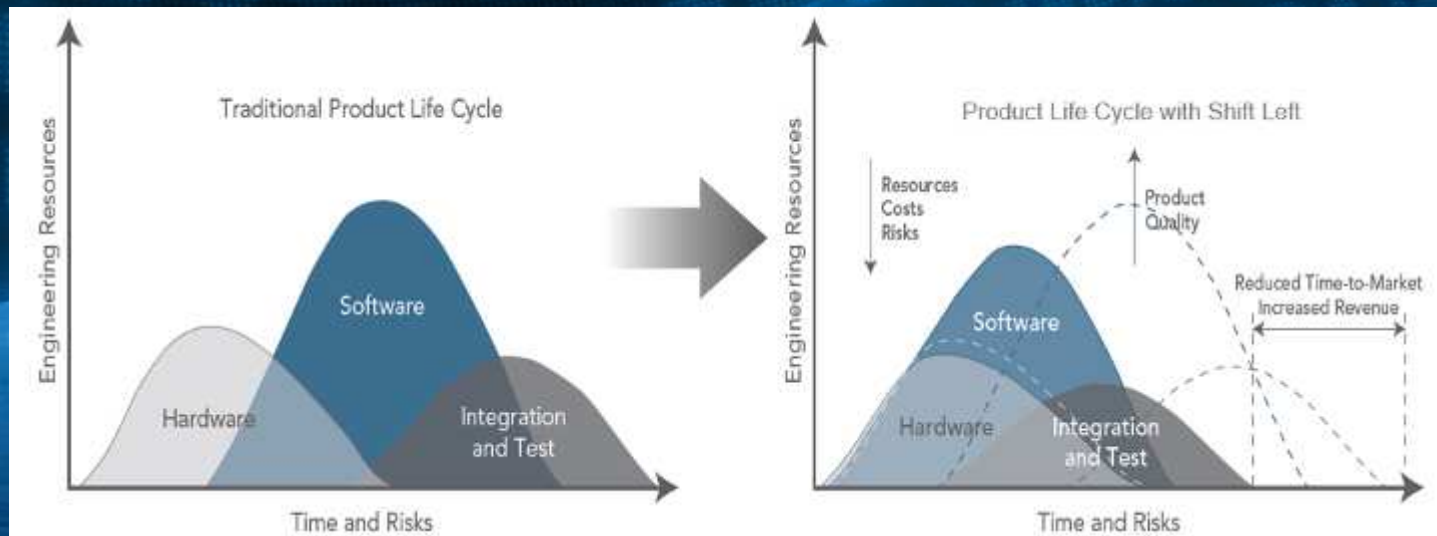 Traditional Product Life Cycle
Engineering Resources
Software
Hardware
Integration
and Test
Time and Risks
Product Life Cycle with Shift Left
Engineering Resources
Resources
Costs
Risks
Product
Quality
Reduced Time-to-Market
Increased Revenue
Software
Hardware
Integration
and Test
Time and Risks